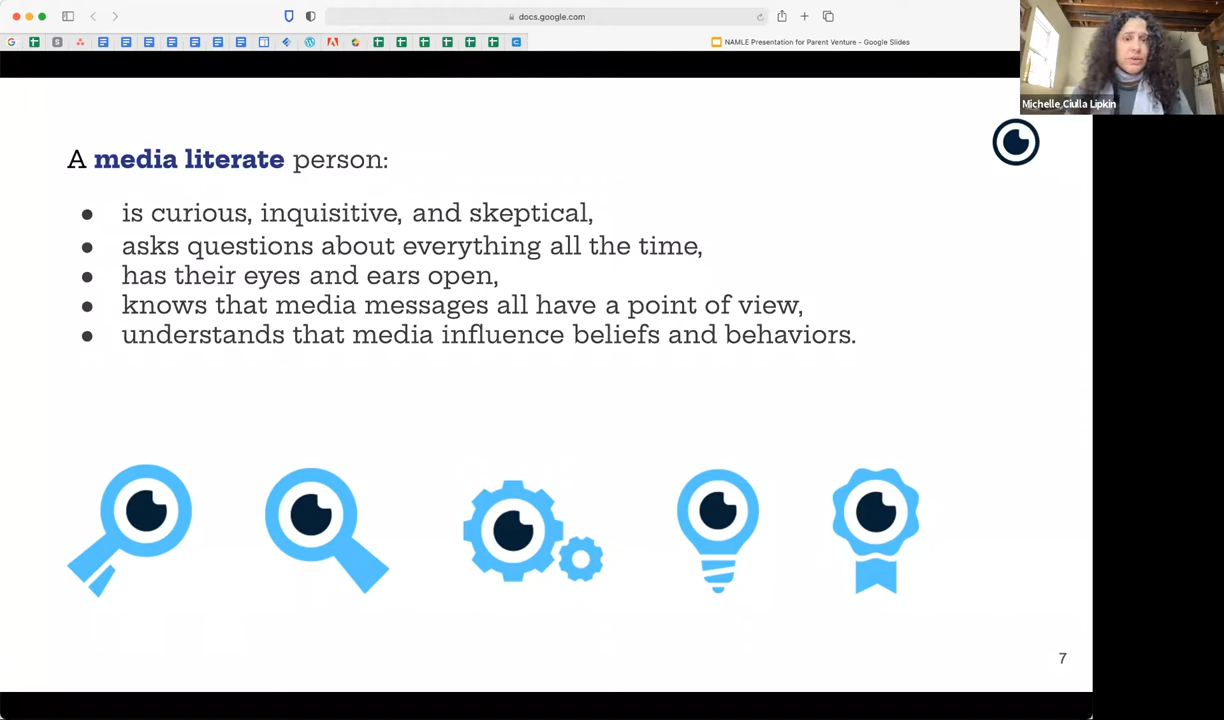 docs.google.com
NAMLE Presentation for Parent Venture - Google Slides
Michelle Ciulla Lipkin
A media literate person:
● is curious, inquisitive, and skeptical,
● asks questions about everything all the time,
● has their eyes and ears open,
● knows that media messages all have a point of view,
● understands that media influence beliefs and behaviors.
7